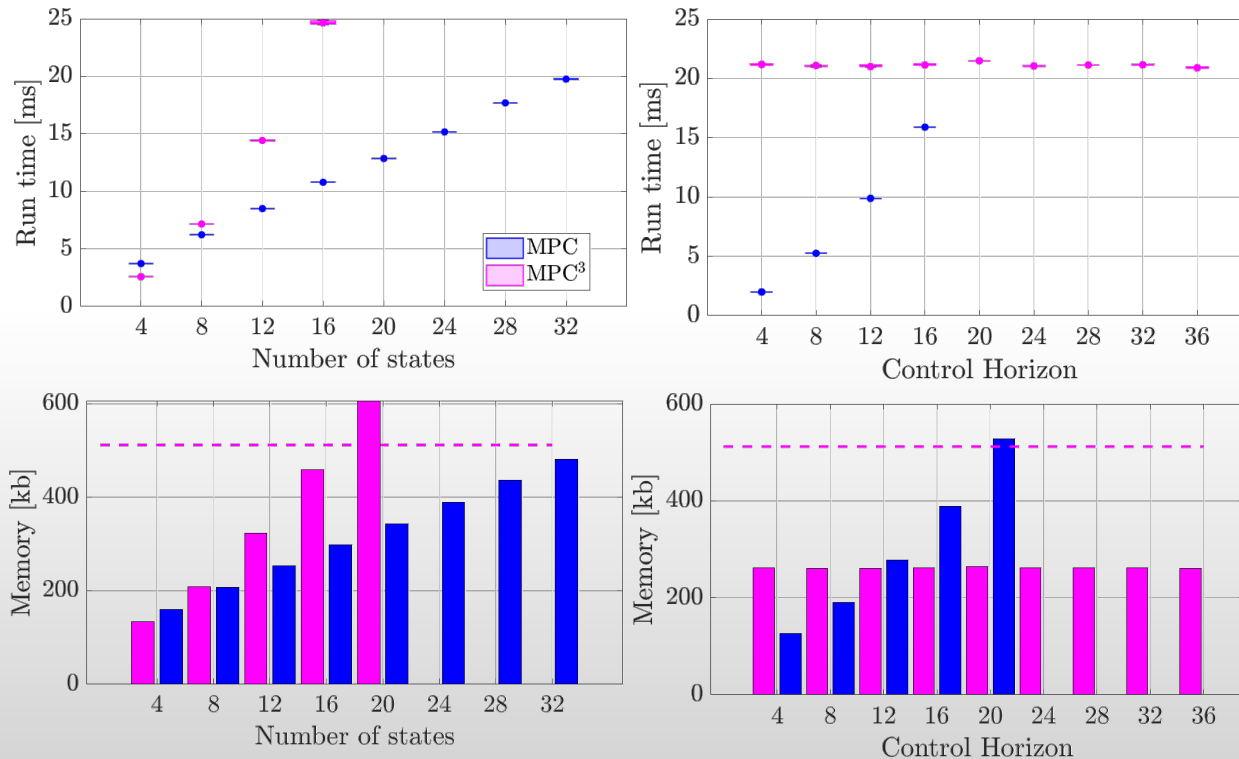 25
20
15
10
5
0
Run time [ms]
4 8 12 16 20 24 28 32
Number of states
MPC
MPC³
25
20
15
10
5
0
Run time [ms]
4 8 12 16 20 24 28 32 36
Control Horizon
600
400
200
0
Memory [kb]
4 8 12 16 20 24 28 32
Number of states
600
400
200
0
Memory [kb]
4 8 12 16 20 24 28 32 36
Control Horizon